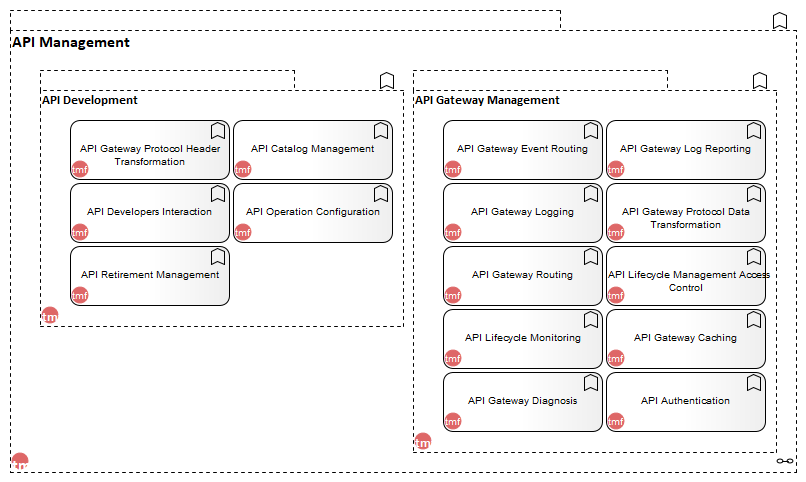 API Management
API Development
API Gateway Protocol Header
Transformation
tmf
API Catalog Management
tmf
API Developers Interaction
tmf
API Operation Configuration
tmf
API Retirement Management
tmf
tm
API Gateway Management
API Gateway Event Routing
tmf
API Gateway Log Reporting
tmf
API Gateway Logging
tmf
API Gateway Protocol Data
Transformation
tmf
API Gateway Routing
tmf
API Lifecycle Management Access
Control
tmf
API Lifecycle Monitoring
tmf
API Gateway Caching
tmf
API Gateway Diagnosis
tmf
API Authentication
tmf
tm
tm